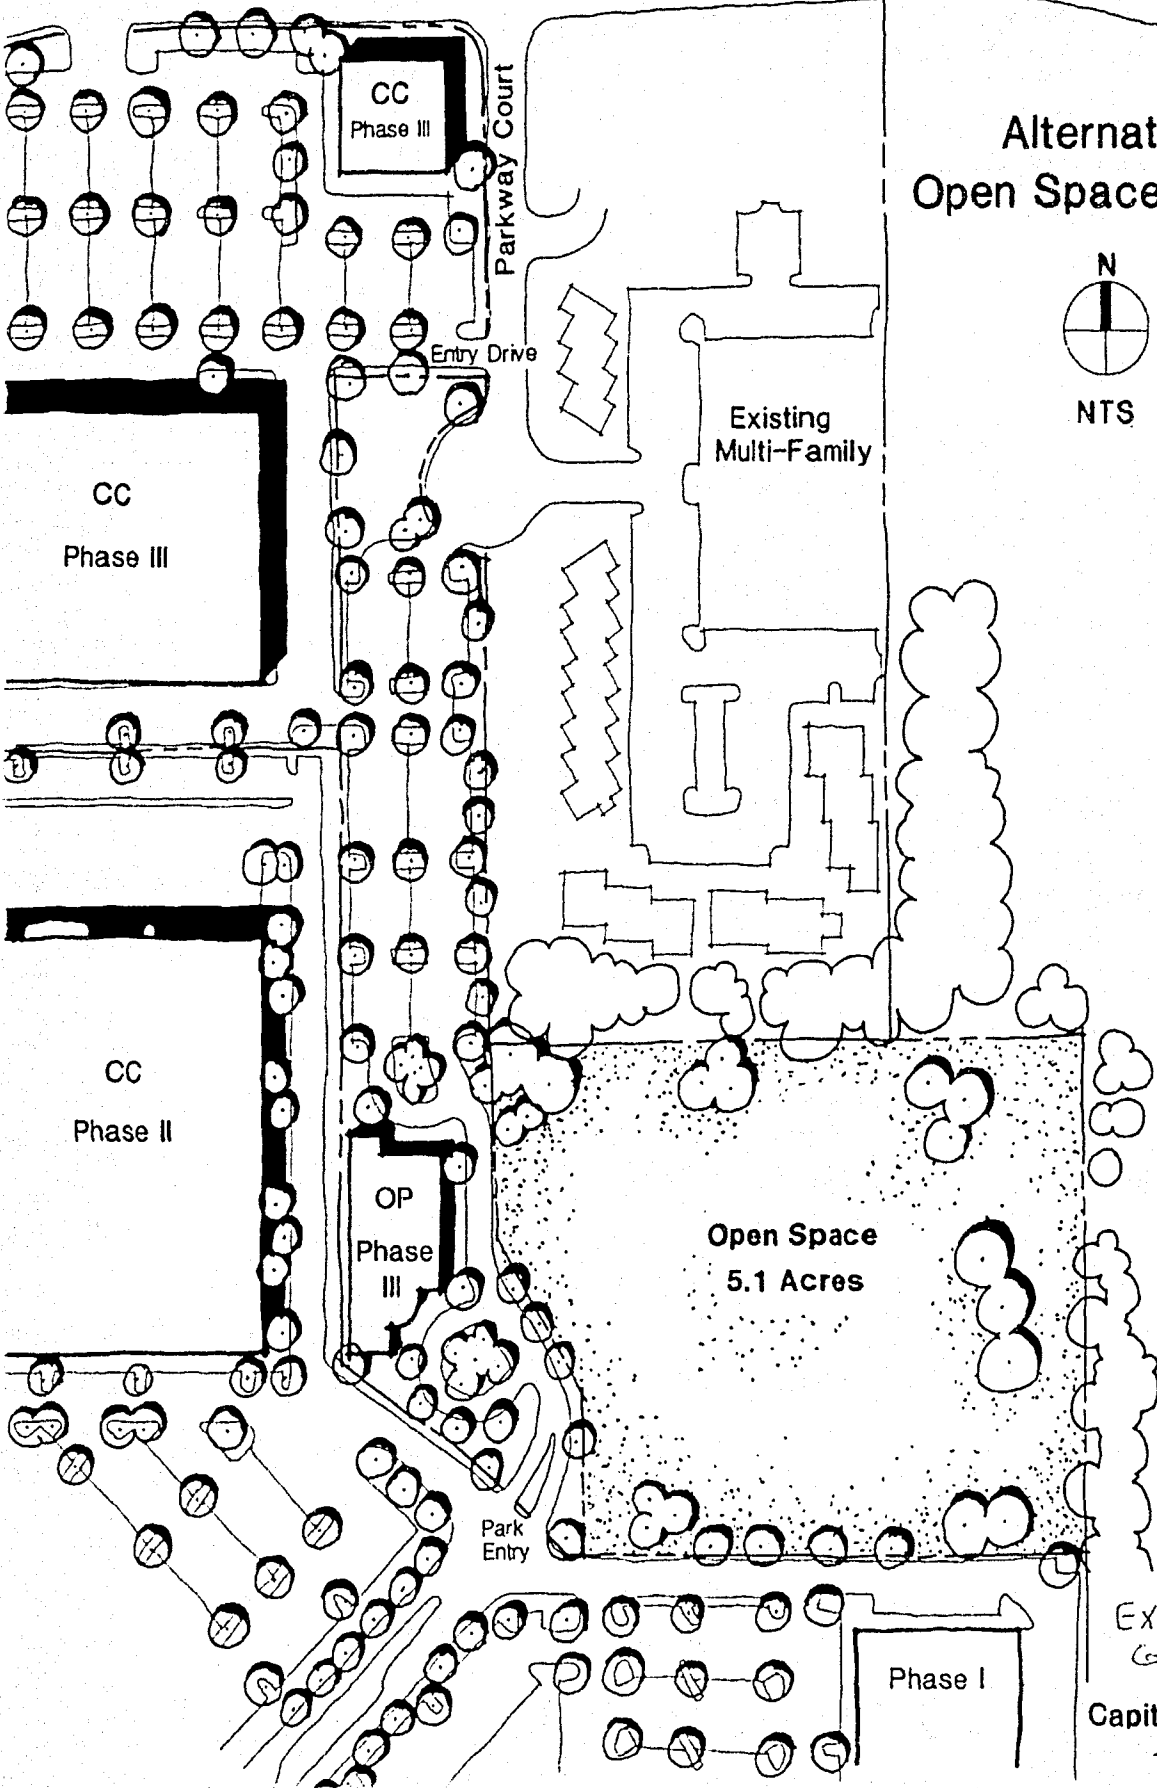 CC
Phase III
Parkway Court
Alternat
Open Space
N
NTS
Entry Drive
Existing
Multi-Family
CC
Phase III
CC
Phase II
OP
Phase
III
Open Space
5.1 Acres
Park
Entry
Phase I
EX
G
Capit